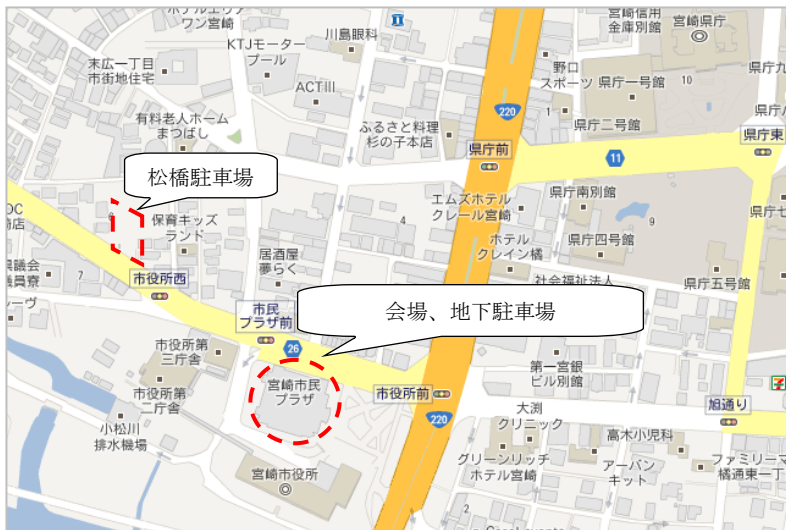 ホテルエリア
ワン宮崎
川島眼科
宮崎信用
金庫別館
宮崎県庁
KTJモーター
プール
末広一丁目
市街地住宅
ACTIII
野口
スポーツ
県庁一号館
10
220
1
県庁二号館
有料老人ホーム
まつばし
ふるさと料理
杉の子本店
県庁前
11
県庁東
松橋駐車場
エムズホテル
クレール宮崎
県庁南別館
保育キッズ
ランド
4
9
ホテル
クレイン橘
県庁四号館
居酒屋
夢らく
県庁五号館
7
市役所西
社会福祉法人
市民
プラザ前
会場、地下駐車場
26
市役所第
三庁舎
第一宮銀
ビル別館
宮崎市民
プラザ
市役所第
二庁舎
市役所前
220
旭通り
大渕
クリニック
小松川
排水機場
高木小児科
グリーンリッチ
ホテル宮崎
アーバン
キット
ファミリーマ
橘通東一丁
宮崎市役所
2
1